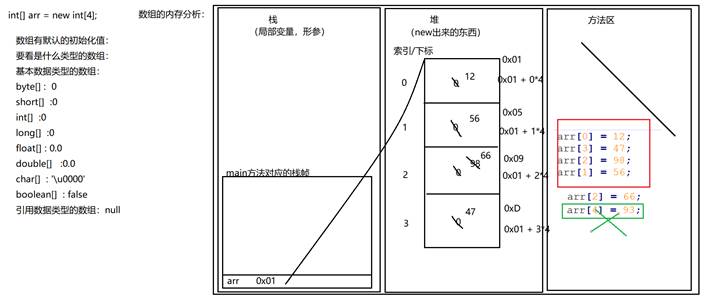 int[] arr = new int[4];
数组的内存分析：
数组有默认的初始化值：
要看是什么类型的数组：
基本数据类型的数组：
byte[] : 0
short[] :0
int[] :0
long[] :0
float[] : 0.0
double[] :0.0
char[] : '\u0000'
boolean[] : false
引用数据类型的数组：null
栈
（局部变量，形参）
main方法对应的栈帧
arr 0x01
堆
（new出来的东西）
索引/下标
0x01
0 0 12 0x01 + 0*4
0x05
1 0 56 0x01 + 1*4
0x09
2 0 98 66 0x01 + 2*4
0xD
3 0 47 0x01 + 3*4
方法区
arr[0] = 12;
arr[3] = 47;
arr[2] = 98;
arr[1] = 56;
arr[2] = 66;
arr[4] = 93;